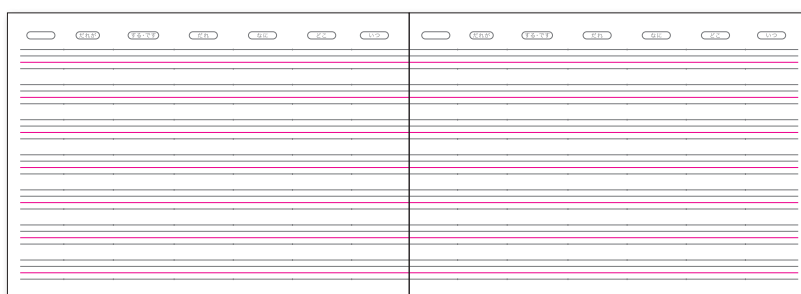 だれが する・です だれ なに どこ いつ だれが する・です だれ なに どこ いつ